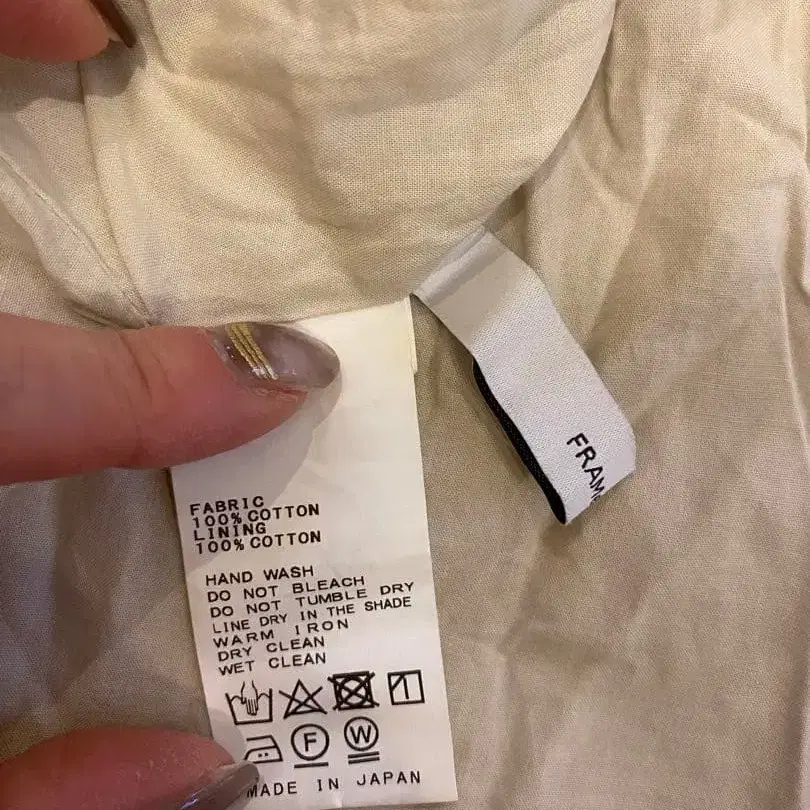 FABRIC
100% COTTON
LINING
100% COTTON
HAND WASH
DO NOT BLEACH
DO NOT TUMBLE DRY
LINE DRY IN THE SHADE
WARM IRON
DRY CLEAN
WET CLEAN
F W
MADE IN JAPAN